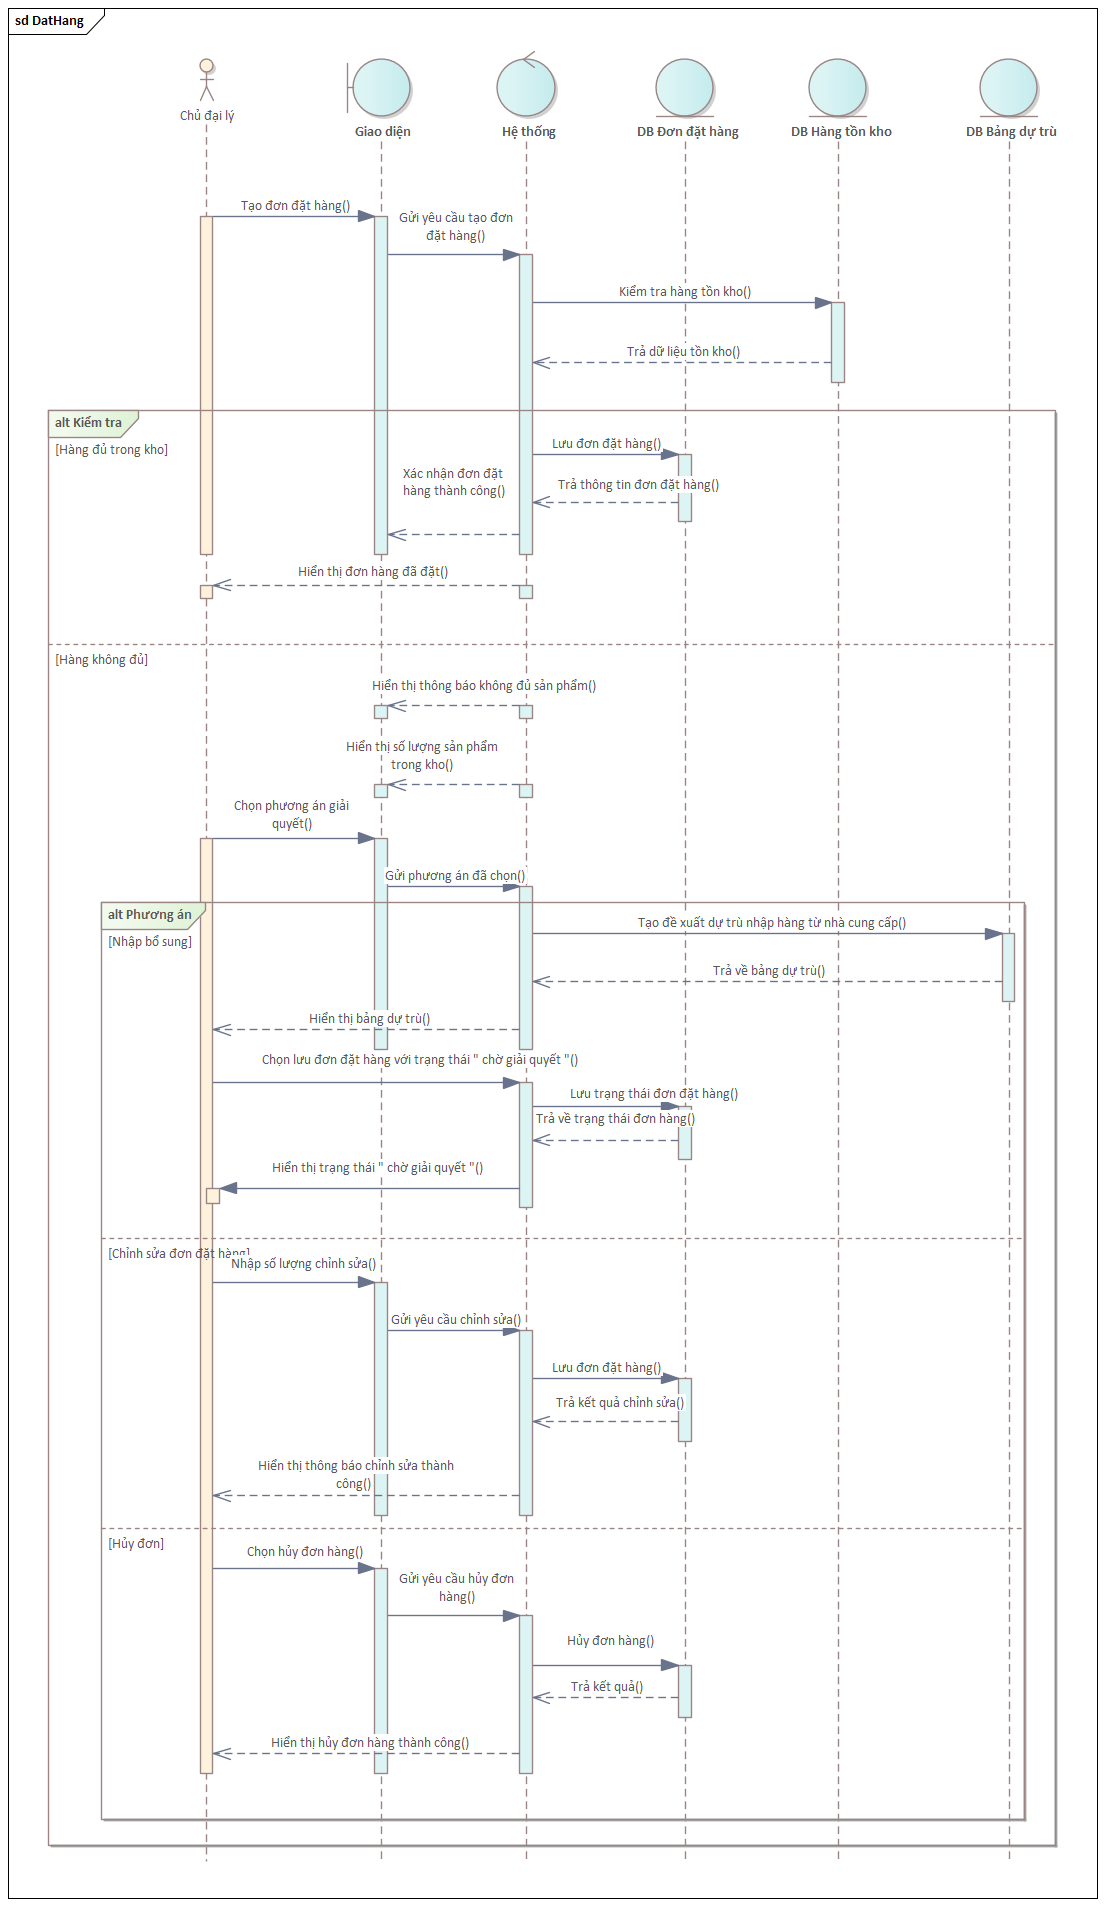 sd DatHang
Chủ đại lý
Giao diện
Hệ thống
DB Đơn đặt hàng
DB Hàng tồn kho
DB Bảng dự trù
Tạo đơn đặt hàng()
Gửi yêu cầu tạo đơn
đặt hàng()
Kiểm tra hàng tồn kho()
Trả dữ liệu tồn kho()
alt Kiểm tra
[Hàng đủ trong kho]
Lưu đơn đặt hàng()
Xác nhận đơn đặt
hàng thành công()
Trả thông tin đơn đặt hàng()
Hiển thị đơn hàng đã đặt()
[Hàng không đủ]
Hiển thị thông báo không đủ sản phẩm()
Hiển thị số lượng sản phẩm
trong kho()
Chọn phương án giải
quyết()
Gửi phương án đã chọn()
alt Phương án
[Nhập bổ sung]
Tạo đề xuất dự trù nhập hàng từ nhà cung cấp()
Trả về bảng dự trù()
Hiển thị bảng dự trù()
Chọn lưu đơn đặt hàng với trạng thái " chờ giải quyết "()
Lưu trạng thái đơn đặt hàng()
Trả về trạng thái đơn hàng()
Hiển thị trạng thái " chờ giải quyết "()
[Chỉnh sửa đơn đặt hàng]
Nhập số lượng chỉnh sửa()
Gửi yêu cầu chỉnh sửa()
Lưu đơn đặt hàng()
Trả kết quả chỉnh sửa()
Hiển thị thông báo chỉnh sửa thành
công()
[Hủy đơn]
Chọn hủy đơn hàng()
Gửi yêu cầu hủy đơn
hàng()
Hủy đơn hàng()
Trả kết quả()
Hiển thị hủy đơn hàng thành công()